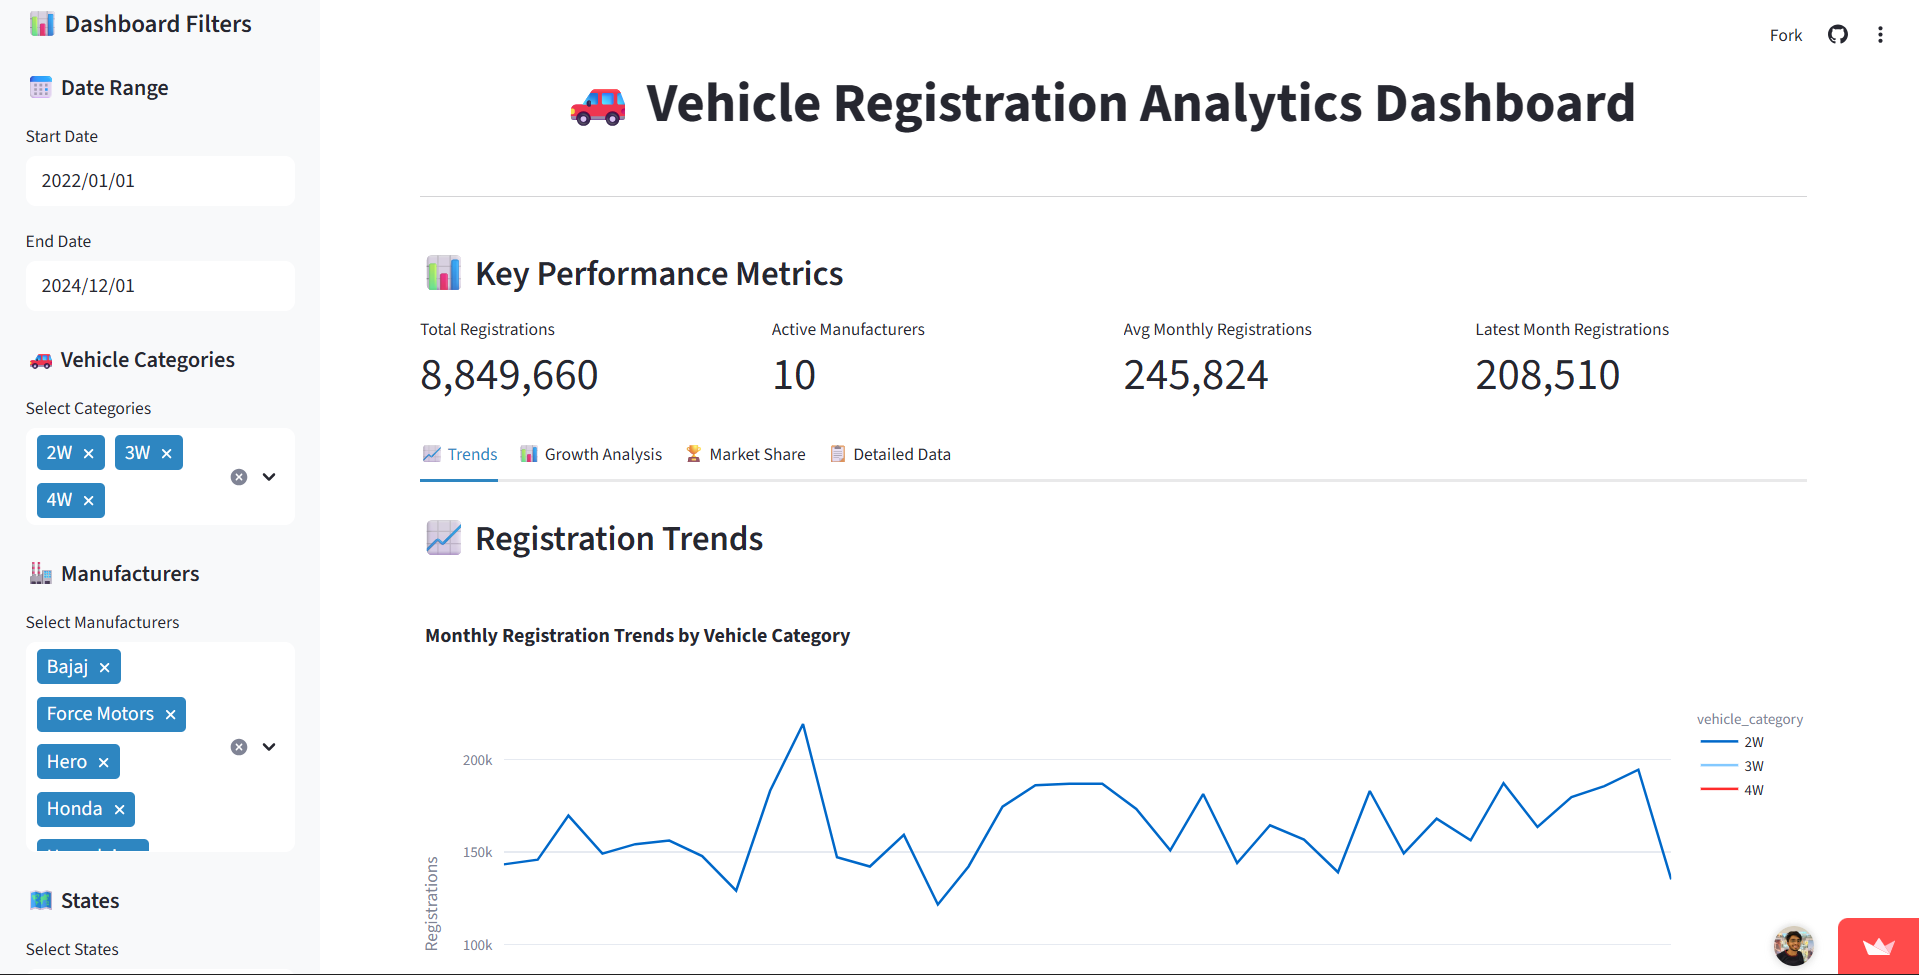 Dashboard Filters
Date Range
Start Date
2022/01/01
End Date
2024/12/01
Vehicle Categories
Select Categories
2W × 3W ×
4W ×
Manufacturers
Select Manufacturers
Bajaj ×
Force Motors ×
Hero ×
Honda ×
States
Select States
Fork
Vehicle Registration Analytics Dashboard
Key Performance Metrics
Total Registrations
8,849,660
Active Manufacturers
10
Avg Monthly Registrations
245,824
Latest Month Registrations
208,510
Trends Growth Analysis Market Share Detailed Data
Registration Trends
Monthly Registration Trends by Vehicle Category
Registrations
200k
150k
100k
vehicle_category
2W
3W
4W